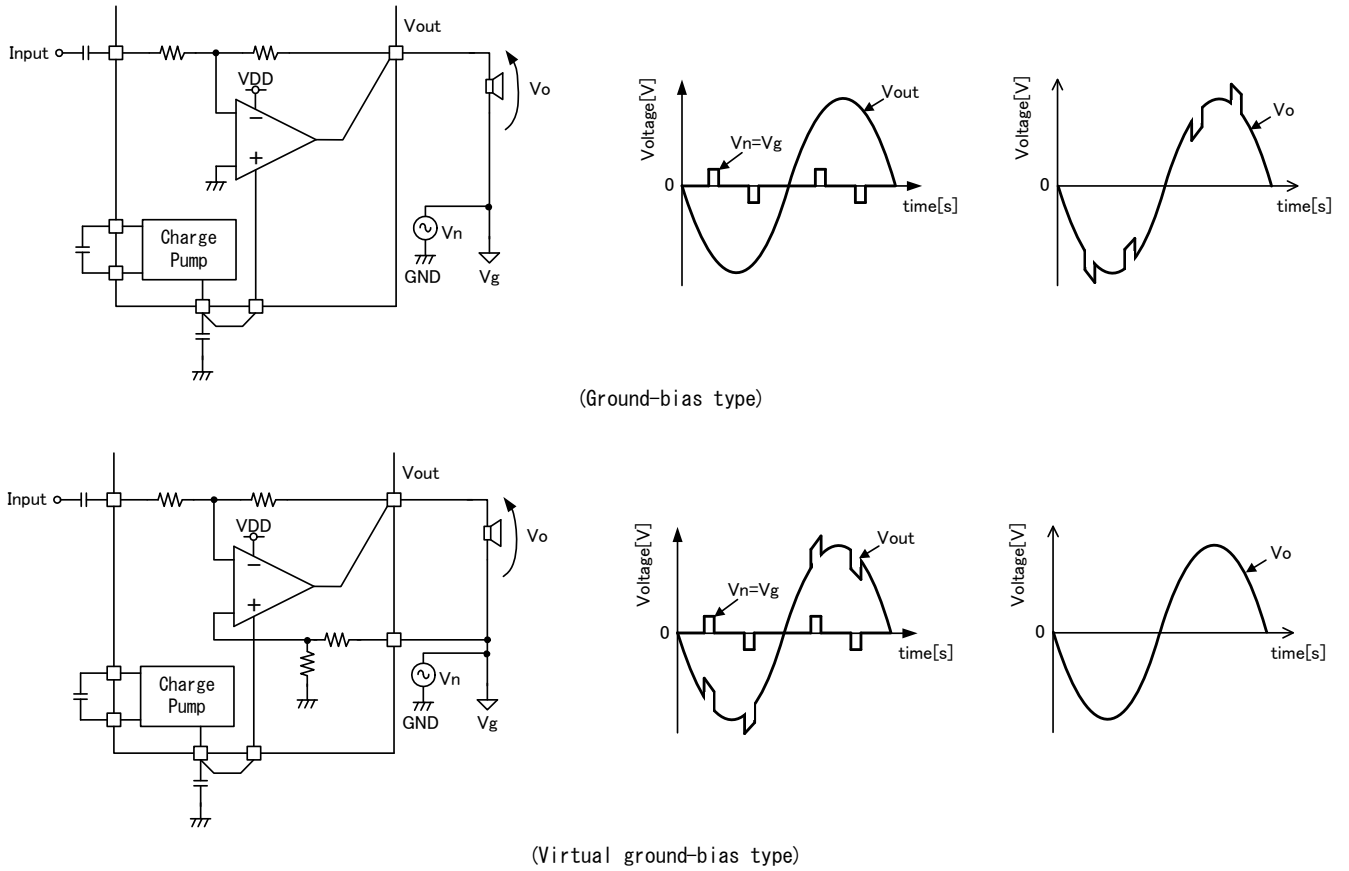 Vout
Input
VDD
Vo
−
+
Charge
Pump
Vn
GND
Vg
Voltage[V]
Vout
Vn=Vg
0
time[s]
Voltage[V]
Vo
0
time[s]
(Ground-bias type)
Vout
Input
VDD
Vo
−
+
Charge
Pump
Vn
GND
Vg
Voltage[V]
Vout
Vn=Vg
0
time[s]
Voltage[V]
Vo
0
time[s]
(Virtual ground-bias type)